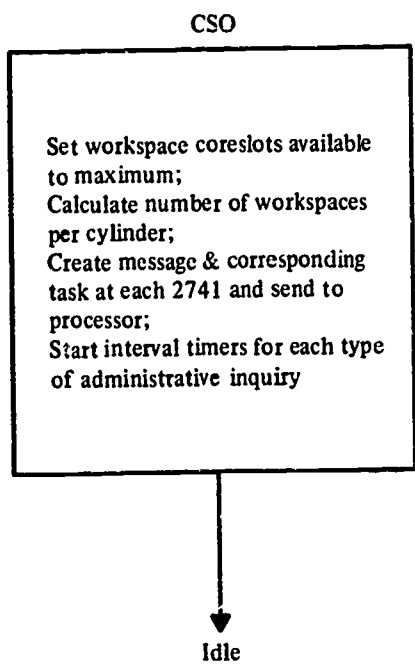 CSO
Set workspace coreslots available
to maximum;
Calculate number of workspaces
per cylinder;
Create message & corresponding
task at each 2741 and send to
processor;
Start interval timers for each type
of administrative inquiry
Idle